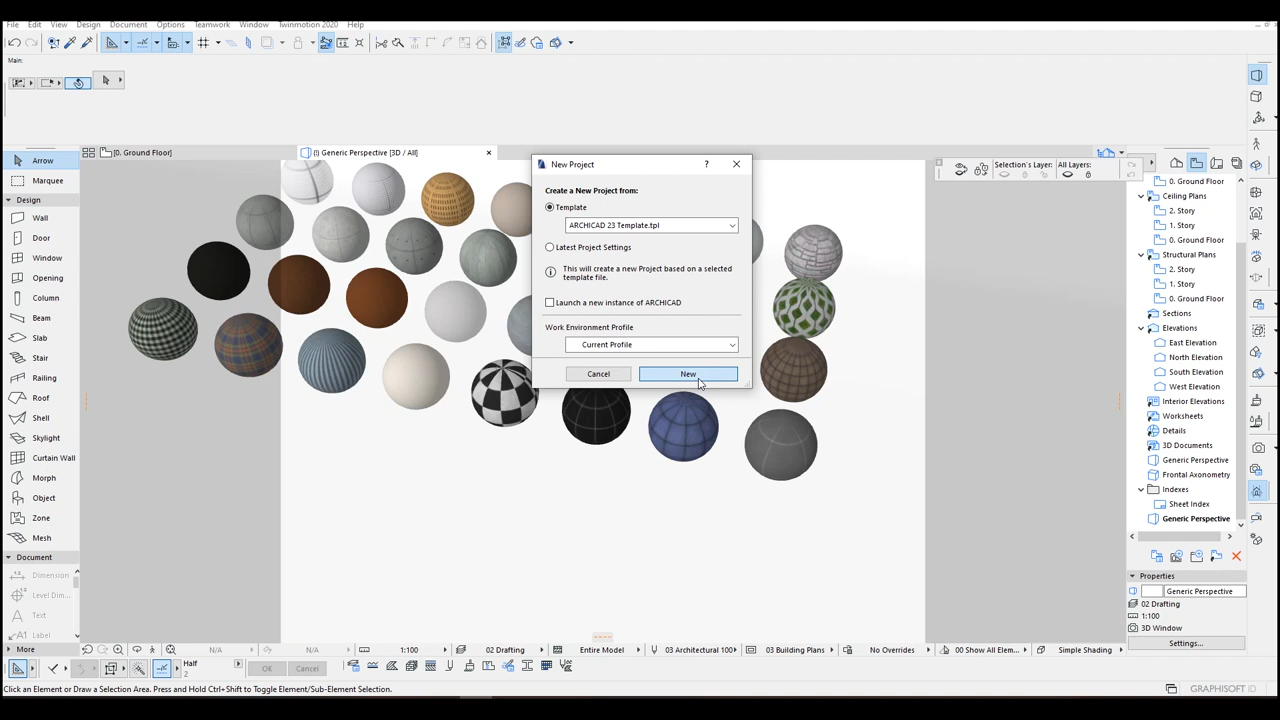 File Edit View Design Document Options Teamwork Window Twinmotion 2020 Help
Main:
[0. Ground Floor]
(!) Generic Perspective [3D / All]
Arrow
Marquee
Design
Wall
Door
Window
Opening
Column
Beam
Slab
Stair
Railing
Roof
Shell
Skylight
Curtain Wall
Morph
Object
Zone
Mesh
Document
Dimension
Level Dim...
Text
Label
More
New Project
Create a New Project from:
Template
ARCHICAD 23 Template.tpl
Latest Project Settings
This will create a new Project based on a selected
template file.
Launch a new instance of ARCHICAD
Work Environment Profile
Current Profile
Cancel New
Selection's Layer: All Layers:
0. Ground Floor
Ceiling Plans
2. Story
1. Story
0. Ground Floor
Structural Plans
2. Story
1. Story
0. Ground Floor
Sections
Elevations
East Elevation
North Elevation
South Elevation
West Elevation
Interior Elevations
Worksheets
Details
3D Documents
Generic Perspective
Frontal Axonometry
Indexes
Sheet Index
Generic Perspective
Properties
Generic Perspective
02 Drafting
1:100
3D Window
Settings...
N/A N/A 1:100 02 Drafting Entire Model 03 Architectural 100 03 Building Plans No Overrides 00 Show All Elem... Simple Shading
Half
2
OK Cancel
Click an Element or Draw a Selection Area. Press and Hold Ctrl+Shift to Toggle Element/Sub-Element Selection.
GRAPHISOFT ID